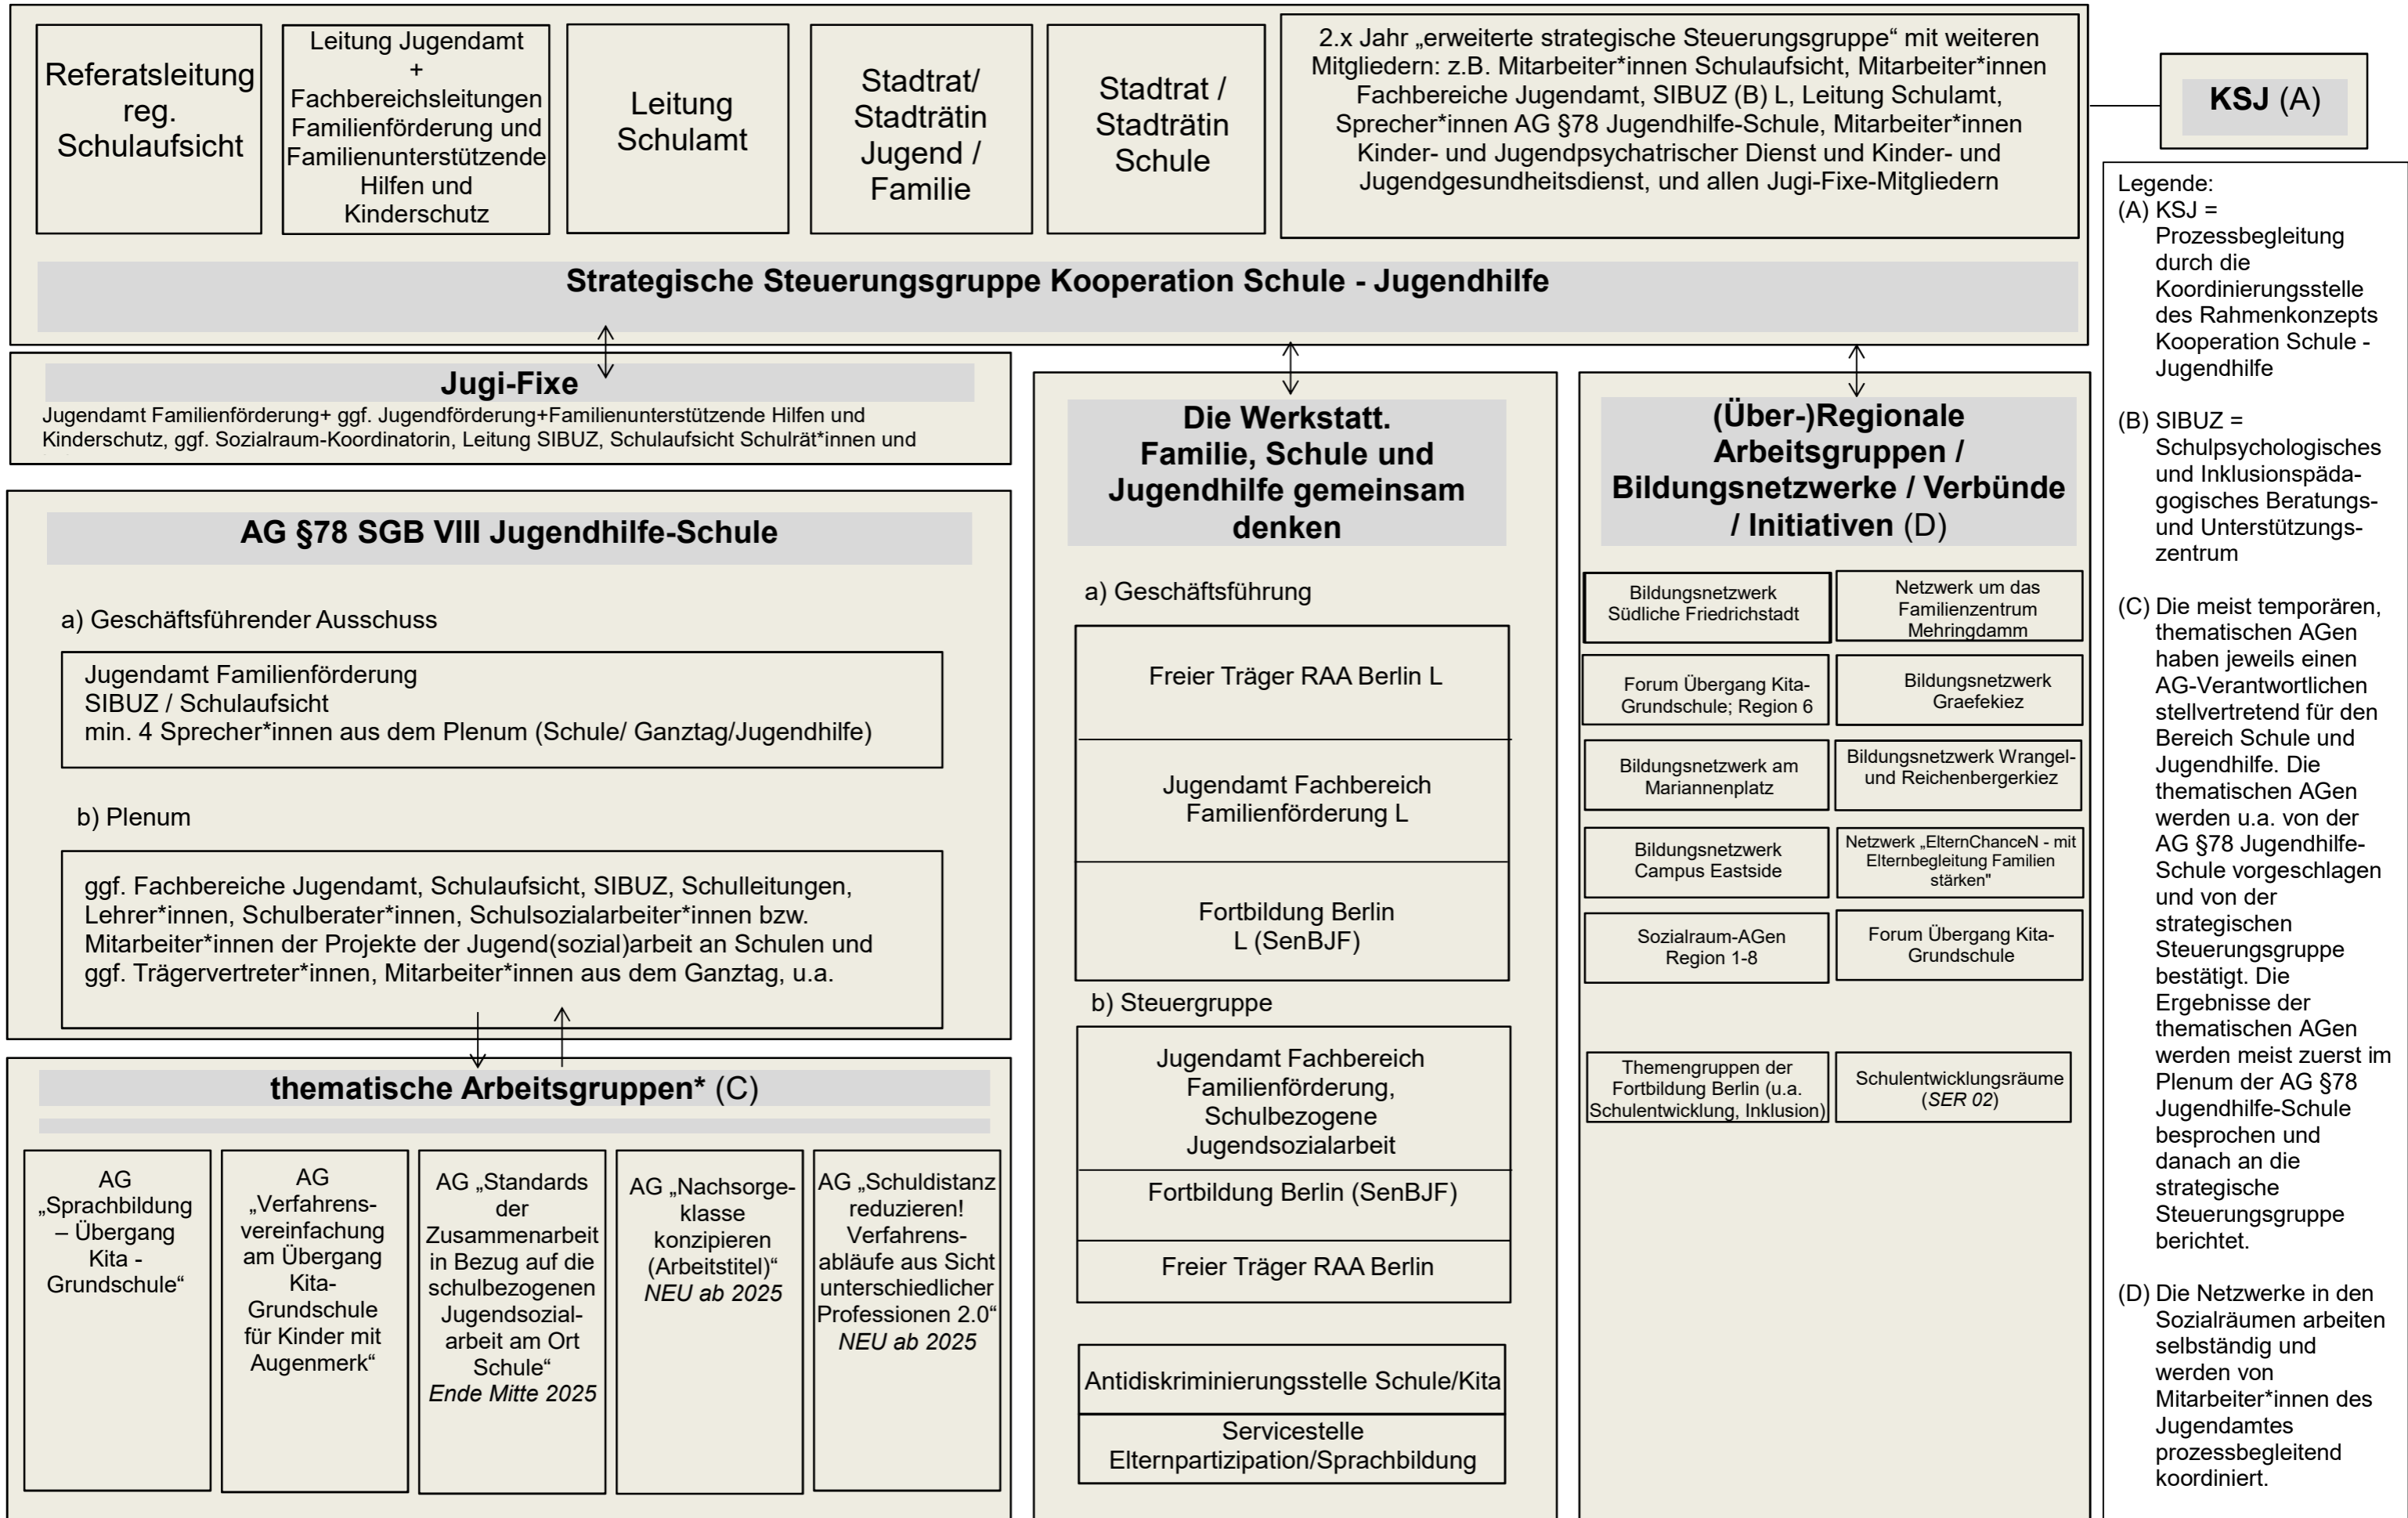 Referatsleitung
reg.
Schulaufsicht
Leitung Jugendamt
+
Fachbereichsleitungen
Familienförderung und
Familienunterstützende
Hilfen und
Kinderschutz
Leitung
Schulamt
Stadtrat/
Stadträtin
Jugend /
Familie
Stadtrat /
Stadträtin
Schule
2.x Jahr „erweiterte strategische Steuerungsgruppe“ mit weiteren
Mitgliedern: z.B. Mitarbeiter*innen Schulaufsicht, Mitarbeiter*innen
Fachbereiche Jugendamt, SIBUZ (B) L, Leitung Schulamt,
Sprecher*innen AG §78 Jugendhilfe-Schule, Mitarbeiter*innen
Kinder- und Jugendpsychatrischer Dienst und Kinder- und
Jugendgesundheitsdienst, und allen Jugi-Fixe-Mitgliedern
KSJ (A)
Strategische Steuerungsgruppe Kooperation Schule - Jugendhilfe
Jugi-Fixe
Jugendamt Familienförderung+ ggf. Jugendförderung+Familienunterstützende Hilfen und
Kinderschutz, ggf. Sozialraum-Koordinatorin, Leitung SIBUZ, Schulaufsicht Schulrät*innen und
AG §78 SGB VIII Jugendhilfe-Schule
a) Geschäftsführender Ausschuss
Jugendamt Familienförderung
SIBUZ / Schulaufsicht
min. 4 Sprecher*innen aus dem Plenum (Schule/ Ganztag/Jugendhilfe)
b) Plenum
ggf. Fachbereiche Jugendamt, Schulaufsicht, SIBUZ, Schulleitungen,
Lehrer*innen, Schulberater*innen, Schulsozialarbeiter*innen bzw.
Mitarbeiter*innen der Projekte der Jugend(sozial)arbeit an Schulen und
ggf. Trägervertreter*innen, Mitarbeiter*innen aus dem Ganztag, u.a.
thematische Arbeitsgruppen* (C)
AG
„Sprachbildung
– Übergang
Kita -
Grundschule“
AG
„Verfahrens-
vereinfachung
am Übergang
Kita-
Grundschule
für Kinder mit
Augenmerk“
AG „Standards
der
Zusammenarbeit
in Bezug auf die
schulbezogenen
Jugendsozial-
arbeit am Ort
Schule“
Ende Mitte 2025
AG „Nachsorge-
klasse
konzipieren
(Arbeitstitel)“
NEU ab 2025
AG „Schuldistanz
reduzieren!
Verfahrens-
abläufe aus Sicht
unterschiedlicher
Professionen 2.0“
NEU ab 2025
Die Werkstatt.
Familie, Schule und
Jugendhilfe gemeinsam
denken
a) Geschäftsführung
Freier Träger RAA Berlin L
Jugendamt Fachbereich
Familienförderung L
Fortbildung Berlin
L (SenBJF)
b) Steuergruppe
Jugendamt Fachbereich
Familienförderung,
Schulbezogene
Jugendsozialarbeit
Fortbildung Berlin (SenBJF)
Freier Träger RAA Berlin
Antidiskriminierungsstelle Schule/Kita
Servicestelle
Elternpartizipation/Sprachbildung
(Über-)Regionale
Arbeitsgruppen /
Bildungsnetzwerke / Verbünde
/ Initiativen (D)
Bildungsnetzwerk
Südliche Friedrichstadt
Netzwerk um das
Familienzentrum
Mehringdamm
Forum Übergang Kita-
Grundschule; Region 6
Bildungsnetzwerk
Graefekiez
Bildungsnetzwerk am
Mariannenplatz
Bildungsnetzwerk Wrangel-
und Reichenbergerkiez
Bildungsnetzwerk
Campus Eastside
Netzwerk „ElternChanceN - mit
Elternbegleitung Familien
stärken"
Sozialraum-AGen
Region 1-8
Forum Übergang Kita-
Grundschule
Themengruppen der
Fortbildung Berlin (u.a.
Schulentwicklung, Inklusion)
Schulentwicklungsräume
(SER 02)
Legende:
(A) KSJ =
Prozessbegleitung
durch die
Koordinierungsstelle
des Rahmenkonzepts
Kooperation Schule -
Jugendhilfe
(B) SIBUZ =
Schulpsychologisches
und Inklusionspäda-
gogisches Beratungs-
und Unterstützungs-
zentrum
(C) Die meist temporären,
thematischen AGen
haben jeweils einen
AG-Verantwortlichen
stellvertretend für den
Bereich Schule und
Jugendhilfe. Die
thematischen AGen
werden u.a. von der
AG §78 Jugendhilfe-
Schule vorgeschlagen
und von der
strategischen
Steuerungsgruppe
bestätigt. Die
Ergebnisse der
thematischen AGen
werden meist zuerst im
Plenum der AG §78
Jugendhilfe-Schule
besprochen und
danach an die
strategische
Steuerungsgruppe
berichtet.
(D) Die Netzwerke in den
Sozialräumen arbeiten
selbständig und
werden von
Mitarbeiter*innen des
Jugendamtes
prozessbegleitend
koordiniert.